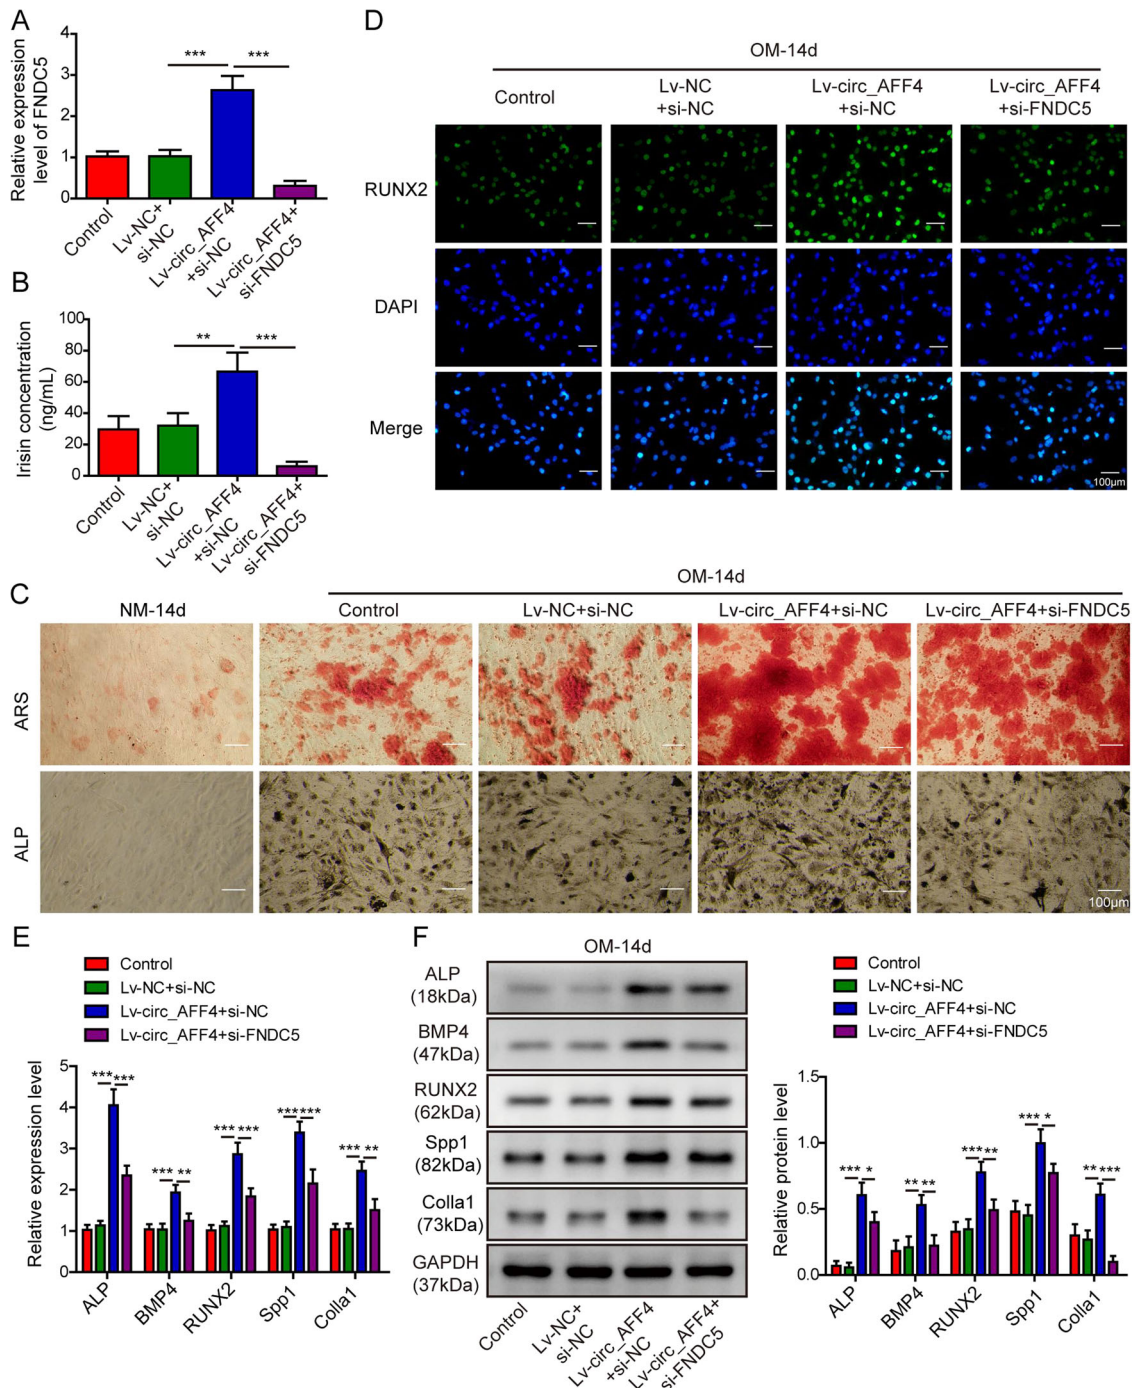 A
Relative expression
level of FNDC5
4
3
2
1
0
***
***
Control
Lv-NC+
si-NC
Lv-circ_AFF4
+si-NC
Lv-circ_AFF4+
si-FNDC5
B
Irisin concentration
(ng/mL)
100
80
60
40
20
0
**
***
Control
Lv-NC+
si-NC
Lv-circ_AFF4
+si-NC
Lv-circ_AFF4+
si-FNDC5
D
OM-14d
Control
Lv-NC
+si-NC
Lv-circ_AFF4
+si-NC
Lv-circ_AFF4
+si-FNDC5
RUNX2
DAPI
Merge
100μm
C
OM-14d
NM-14d
Control
Lv-NC+si-NC
Lv-circ_AFF4+si-NC
Lv-circ_AFF4+si-FNDC5
ARS
ALP
100μm
E
Control
Lv-NC+si-NC
Lv-circ_AFF4+si-NC
Lv-circ_AFF4+si-FNDC5
Relative expression level
5
4
3
2
1
0
*** ***
*** **
*** ***
*** ***
*** **
ALP
BMP4
RUNX2
Spp1
Colla1
F
OM-14d
ALP
(18kDa)
BMP4
(47kDa)
RUNX2
(62kDa)
Spp1
(82kDa)
Colla1
(73kDa)
GAPDH
(37kDa)
Control
Lv-NC+
si-NC
Lv-circ_AFF4
+si-NC
Lv-circ_AFF4+
si-FNDC5
Control
Lv-NC+si-NC
Lv-circ_AFF4+si-NC
Lv-circ_AFF4+si-FNDC5
Relative protein level
1.5
1.0
0.5
0.0
*** *
** **
*** **
*** *
** ***
ALP
BMP4
RUNX2
Spp1
Colla1